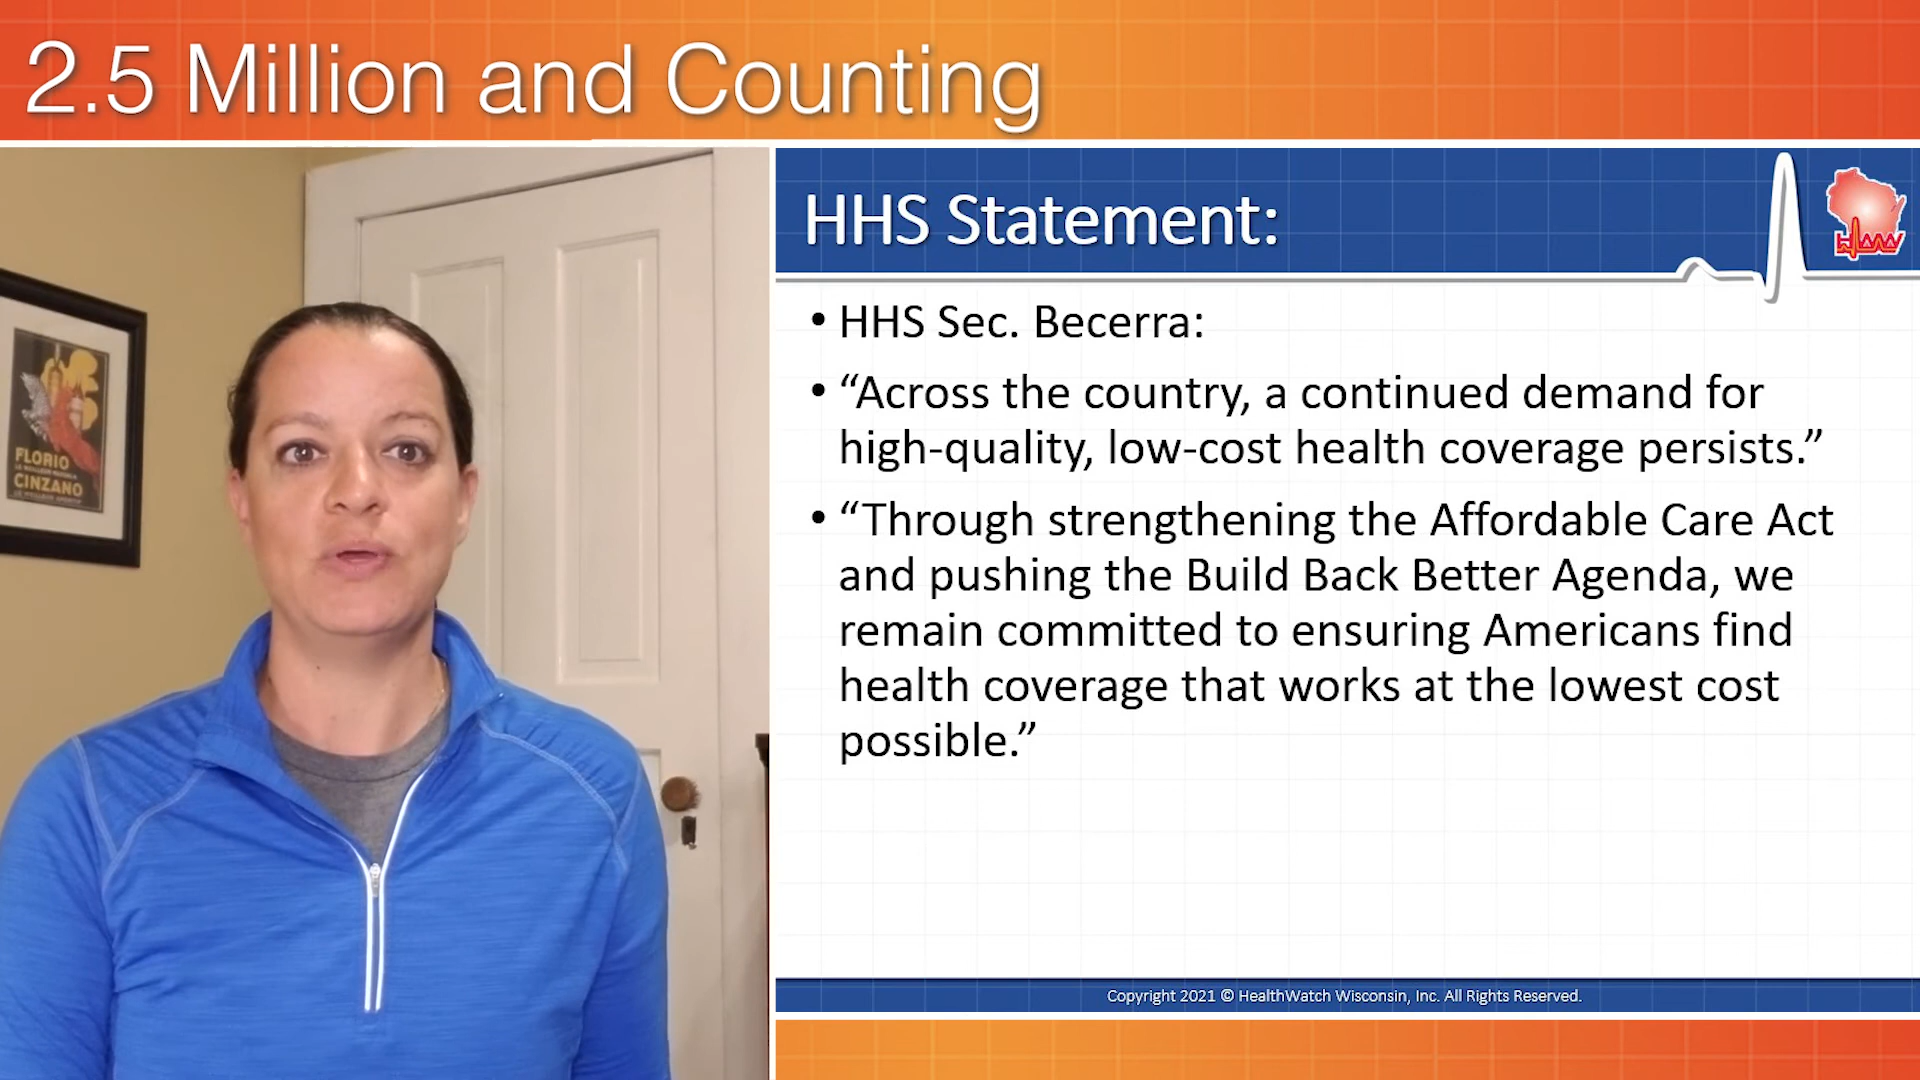 2.5 Million and Counting
HHS Statement:
• HHS Sec. Becerra:
• “Across the country, a continued demand for
high-quality, low-cost health coverage persists.”
• “Through strengthening the Affordable Care Act
and pushing the Build Back Better Agenda, we
remain committed to ensuring Americans find
health coverage that works at the lowest cost
possible.”
Copyright 2021 © HealthWatch Wisconsin, Inc. All Rights Reserved.
FLORIO
CINZANO